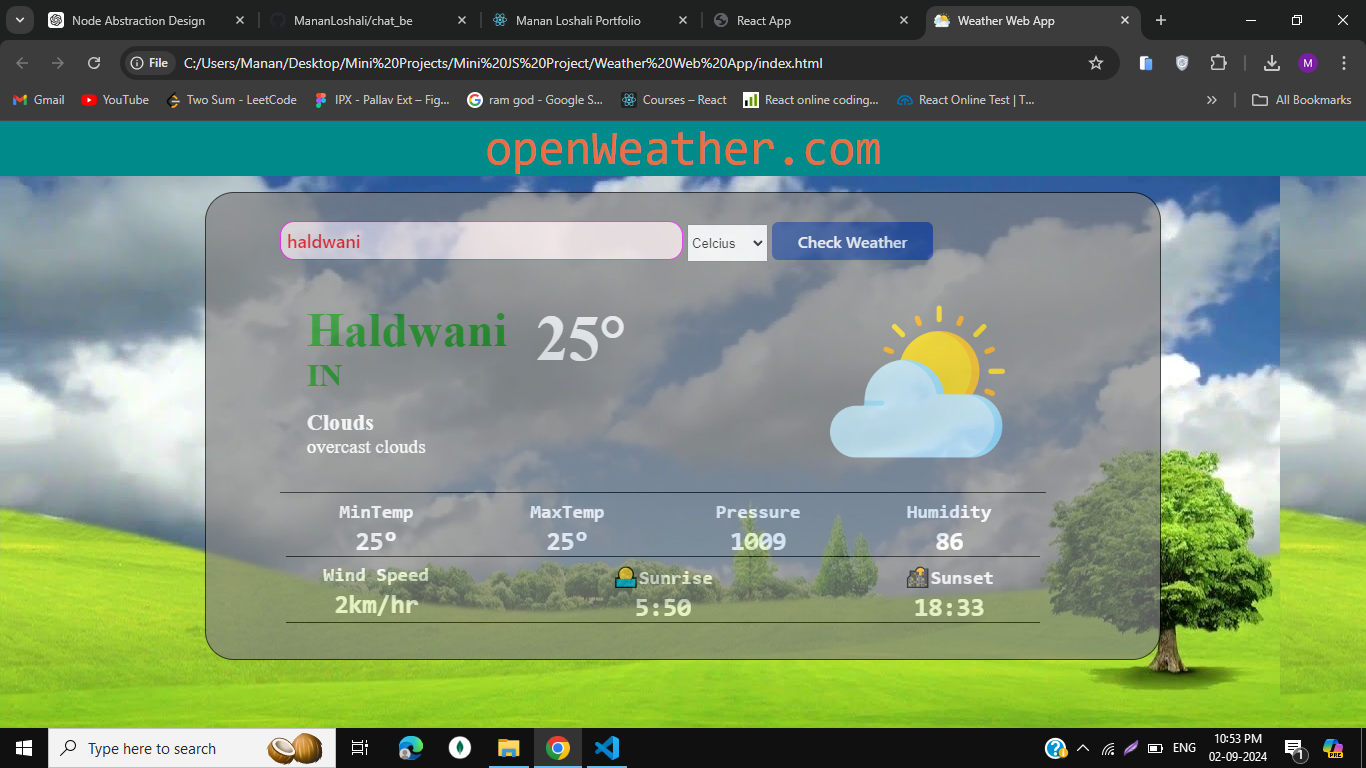 Node Abstraction Design
MananLoshali/chat_be
Manan Loshali Portfolio
React App
Weather Web App
File
C:/Users/Manan/Desktop/Mini%20Projects/Mini%20JS%20Project/Weather%20Web%20App/index.html
M
Gmail
YouTube
Two Sum - LeetCode
IPX - Pallav Ext – Fig...
ram god - Google S...
Courses – React
React online coding...
React Online Test | T...
All Bookmarks
openWeather.com
haldwani
Celcius
Check Weather
Haldwani
25°
IN
Clouds
overcast clouds
MinTemp MaxTemp Pressure Humidity
25° 25° 1009 86
Wind Speed Sunrise Sunset
2km/hr 5:50 18:33
Type here to search
ENG
10:53 PM
02-09-2024
1
PRE